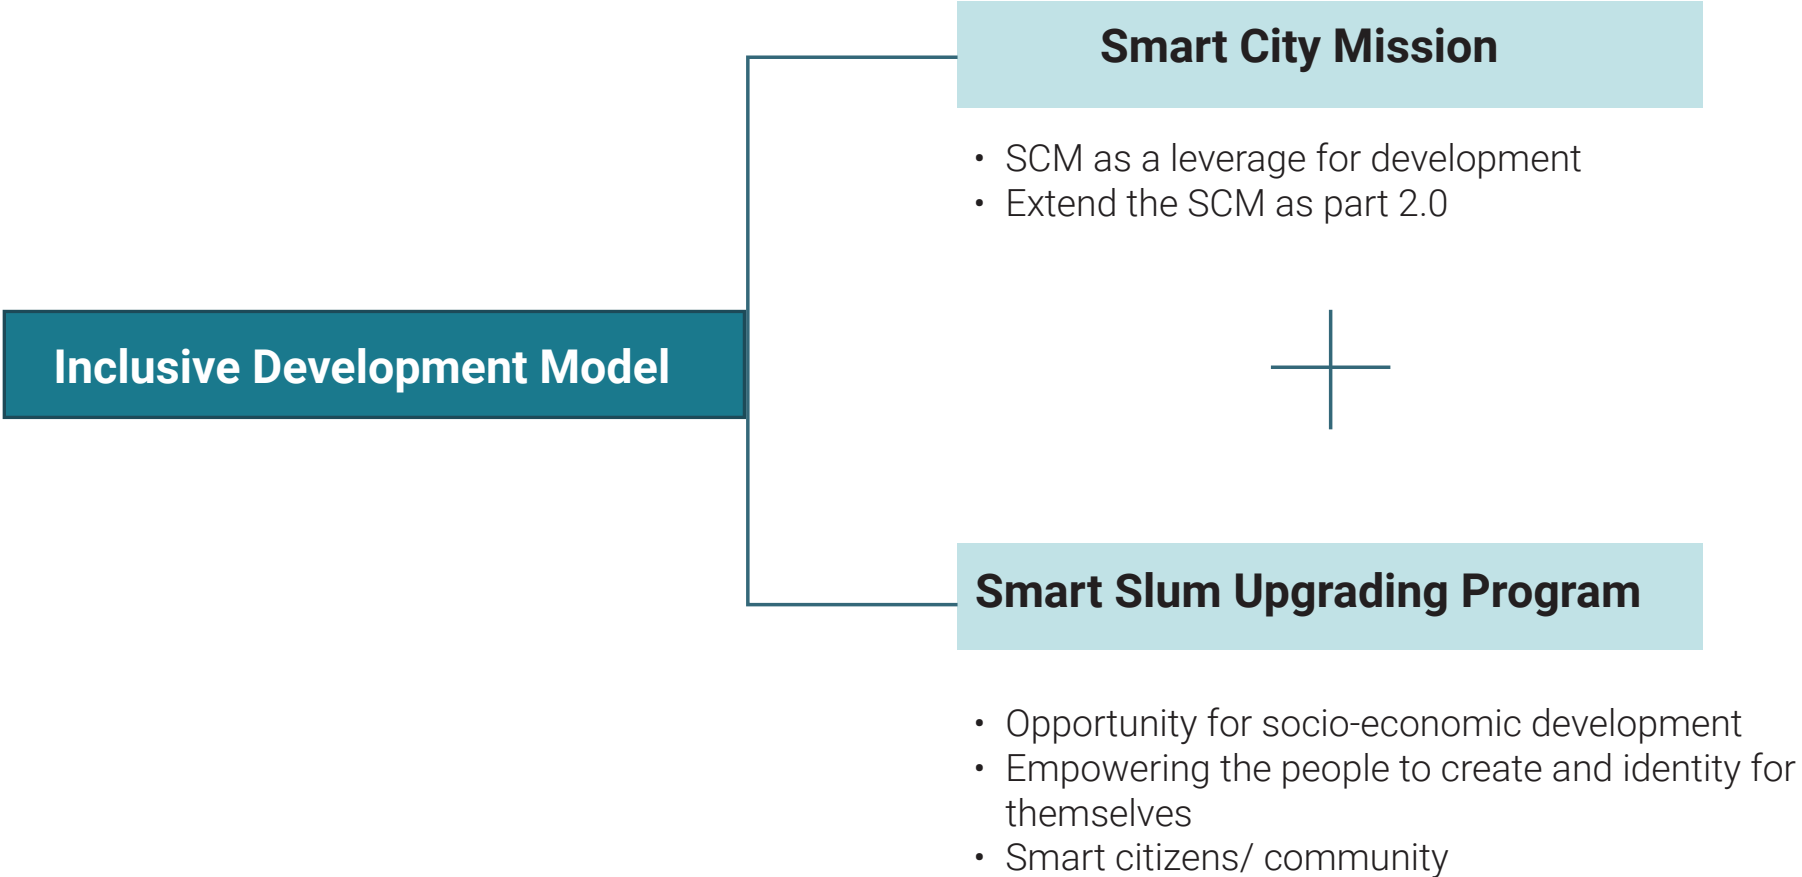 Smart City Mission
• SCM as a leverage for development
• Extend the SCM as part 2.0
Inclusive Development Model
Smart Slum Upgrading Program
• Opportunity for socio-economic development
• Empowering the people to create and identity for
themselves
• Smart citizens/ community